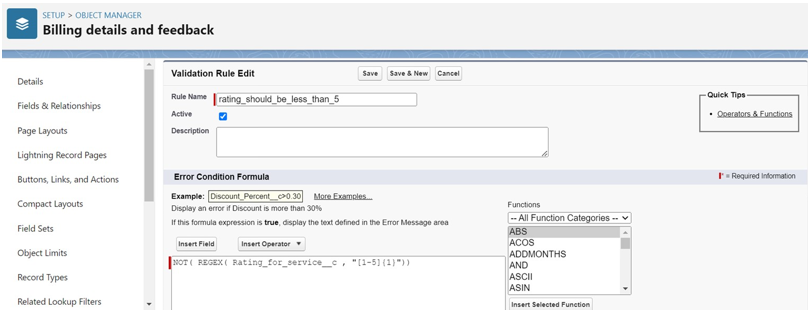 SETUP > OBJECT MANAGER
Billing details and feedback
Details
Fields & Relationships
Page Layouts
Lightning Record Pages
Buttons, Links, and Actions
Compact Layouts
Field Sets
Object Limits
Record Types
Related Lookup Filters
Validation Rule Edit
Save
Save & New
Cancel
Rule Name
rating_should_be_less_than_5
Active
Description
Quick Tips
• Operators & Functions
Error Condition Formula
= Required Information
Example: Discount_Percent__c>0.30 More Examples...
Display an error if Discount is more than 30%
If this formula expression is true, display the text defined in the Error Message area
Insert Field
Insert Operator
NOT( REGEX( Rating_for_service__c , "[1-5]{1}"))
Functions
-- All Function Categories --
ABS
ACOS
ADDMONTHS
AND
ASCII
ASIN
Insert Selected Function